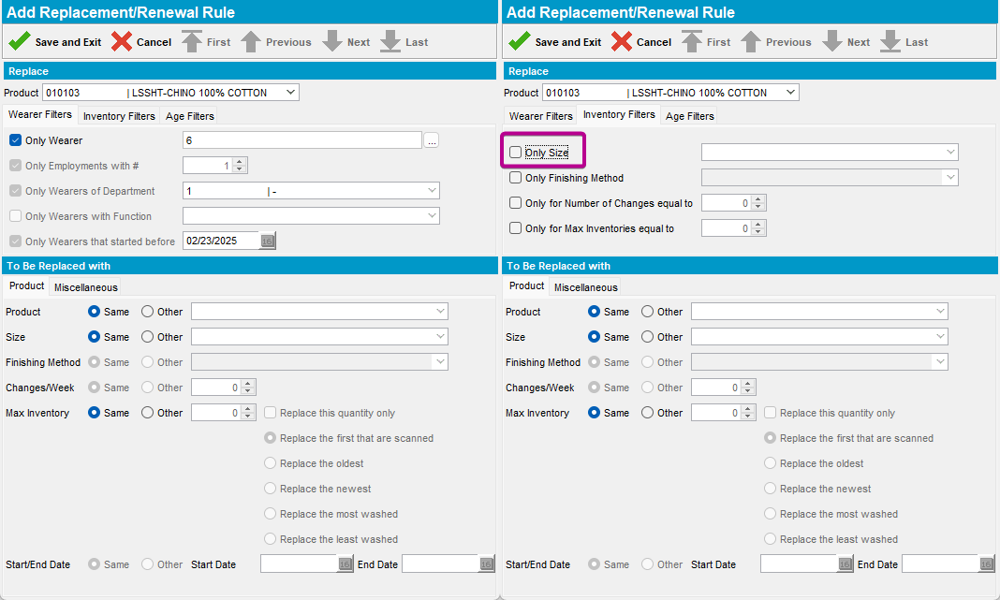 Add Replacement/Renewal Rule
Save and Exit Cancel First Previous Next Last
Replace
Product 010103 | LSSHT-CHINO 100% COTTON
Wearer Filters Inventory Filters Age Filters
Only Wearer 6 ...
Only Employments with # 1
Only Wearers of Department 1 | -
Only Wearers with Function
Only Wearers that started before 02/23/2025 16
To Be Replaced with
Product Miscellaneous
Product Same Other
Size Same Other
Finishing Method Same Other
Changes/Week Same Other 0
Max Inventory Same Other 0 Replace this quantity only
Replace the first that are scanned
Replace the oldest
Replace the newest
Replace the most washed
Replace the least washed
Start/End Date Same Other Start Date 16 End Date 16
Add Replacement/Renewal Rule
Save and Exit Cancel First Previous Next Last
Replace
Product 010103 | LSSHT-CHINO 100% COTTON
Wearer Filters Inventory Filters Age Filters
Only Size
Only Finishing Method
Only for Number of Changes equal to 0
Only for Max Inventories equal to 0
To Be Replaced with
Product Miscellaneous
Product Same Other
Size Same Other
Finishing Method Same Other
Changes/Week Same Other 0
Max Inventory Same Other 0 Replace this quantity only
Replace the first that are scanned
Replace the oldest
Replace the newest
Replace the most washed
Replace the least washed
Start/End Date Same Other Start Date 16 End Date 16